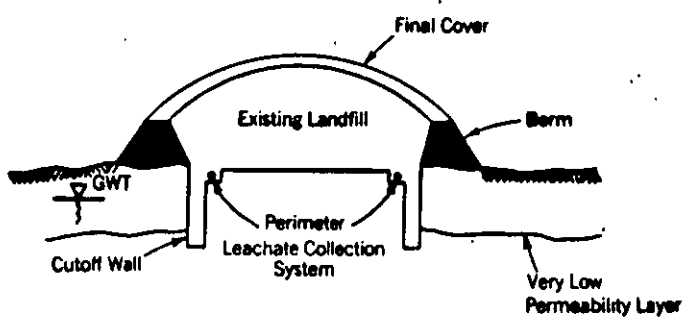 Final Cover
Existing Landfill
Berm
GWT
Perimeter
Leachate Collection
System
Cutoff Wall
Very Low
Permeability Layer